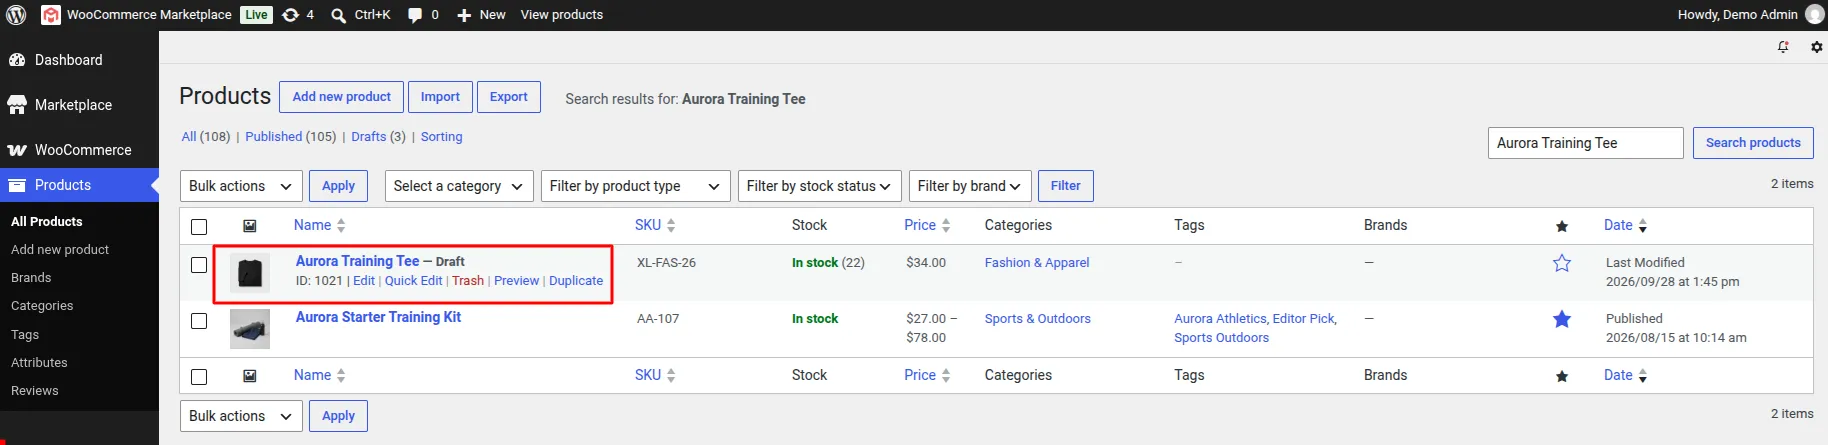 WooCommerce Marketplace Live 4 Ctrl+K 0 New View products Howdy, Demo Admin
Dashboard
Marketplace
WooCommerce
Products
All Products
Add new product
Brands
Categories
Tags
Attributes
Reviews
Products Add new product Import Export Search results for: Aurora Training Tee
All (108) | Published (105) | Drafts (3) | Sorting
Aurora Training Tee Search products
Bulk actions Apply Select a category Filter by product type Filter by stock status Filter by brand Filter 2 items
Name SKU Stock Price Categories Tags Brands Date
Aurora Training Tee — Draft XL-FAS-26 In stock (22) $34.00 Fashion & Apparel – — Last Modified
ID: 1021 | Edit | Quick Edit | Trash | Preview | Duplicate 2026/09/28 at 1:45 pm
Aurora Starter Training Kit AA-107 In stock $27.00 – Sports & Outdoors Aurora Athletics, Editor Pick, — Published
$78.00 Sports Outdoors 2026/08/15 at 10:14 am
Name SKU Stock Price Categories Tags Brands Date
Bulk actions Apply 2 items